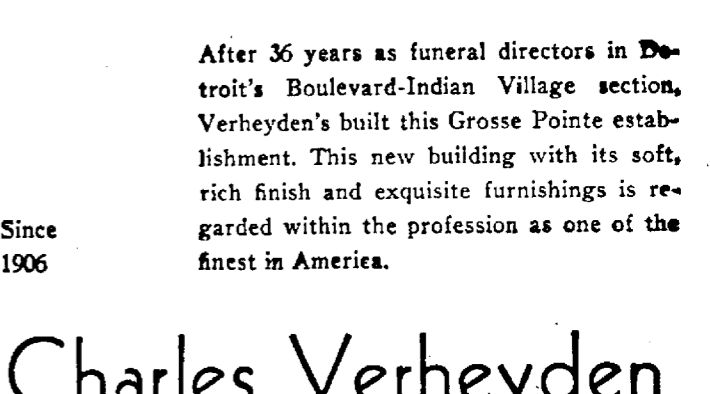 After 36 years as funeral directors in De-
troit's Boulevard-Indian Village section,
Verheyden's built this Grosse Pointe estab-
lishment. This new building with its soft,
rich finish and exquisite furnishings is re-
garded within the profession as one of the
finest in America.
Since
1906
Charles Verheyden